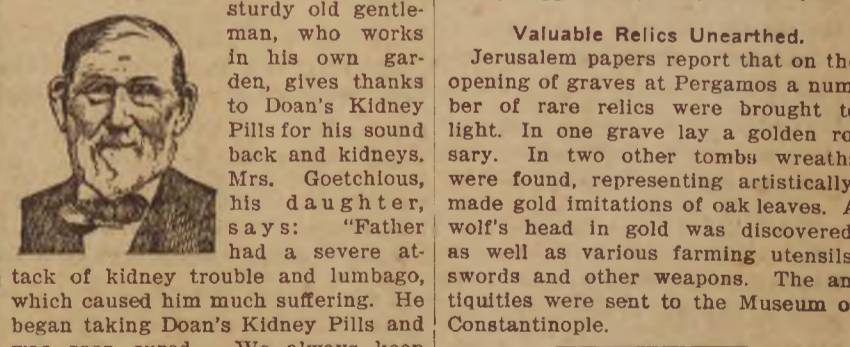 sturdy old gentle-
man, who works
in his own gar-
den, gives thanks
to Doan's Kidney
Pills for his sound
back and kidneys.
Mrs. Goetchlous,
his daughter,
says: "Father
had a severe at-
tack of kidney trouble and lumbago,
which caused him much suffering. He
began taking Doan's Kidney Pills and
We always keep
Valuable Relics Unearthed.
Jerusalem papers report that on the
opening of graves at Pergamos a num
ber of rare relics were brought t
light. In one grave lay a golden ro
sary. In two other tombs wreath
were found, representing artistically
made gold imitations of oak leaves. A
wolf's head in gold was discovered
as well as various farming utensils
swords and other weapons. The an
tiquities were sent to the Museum o
Constantinople.